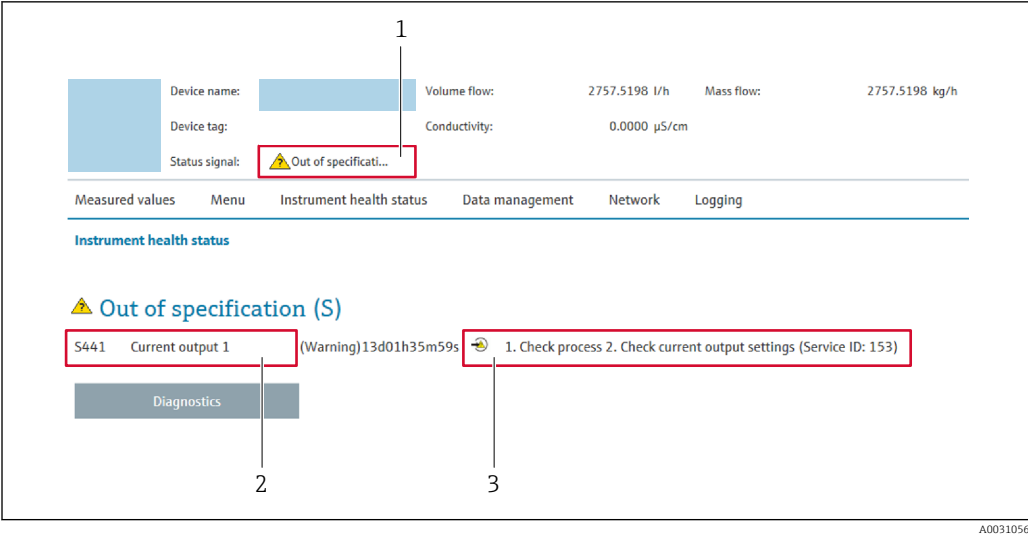 1
Device name: Volume flow: 2757.5198 l/h Mass flow: 2757.5198 kg/h
Device tag: Conductivity: 0.0000 µS/cm
Status signal: Out of specificati...
Measured values Menu Instrument health status Data management Network Logging
Instrument health status
Out of specification (S)
S441 Current output 1 (Warning)13d01h35m59s 1. Check process 2. Check current output settings (Service ID: 153)
Diagnostics
2 3
A0031056